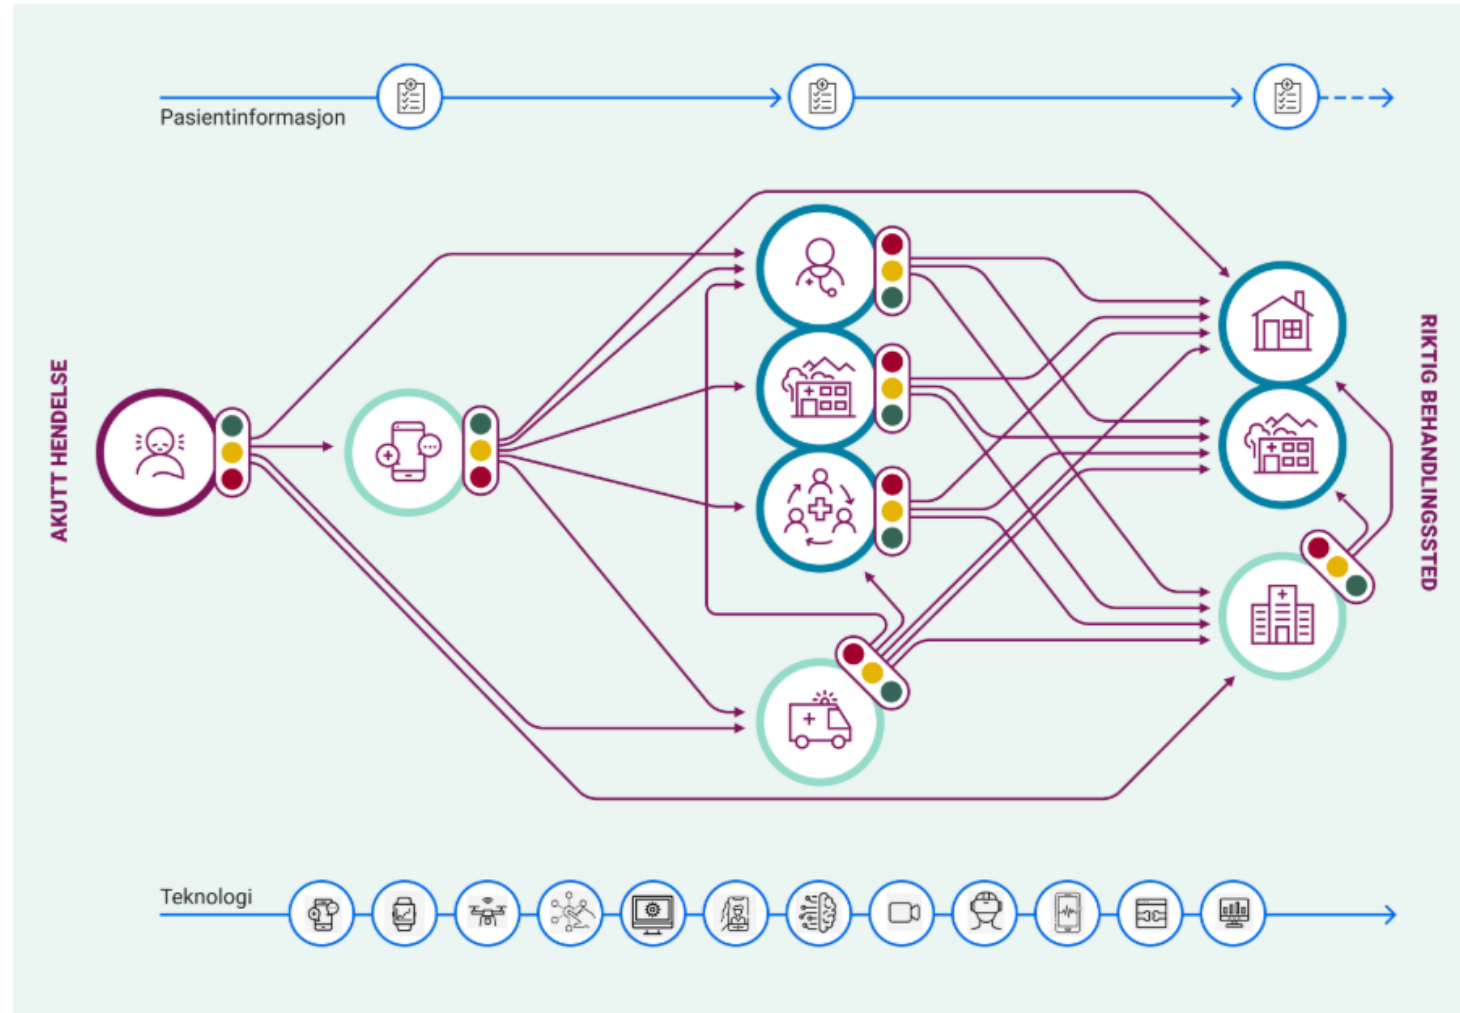 Pasientinformasjon
AKUTT HENDELSE
RIKTIG BEHANDLINGSSTED
Teknologi